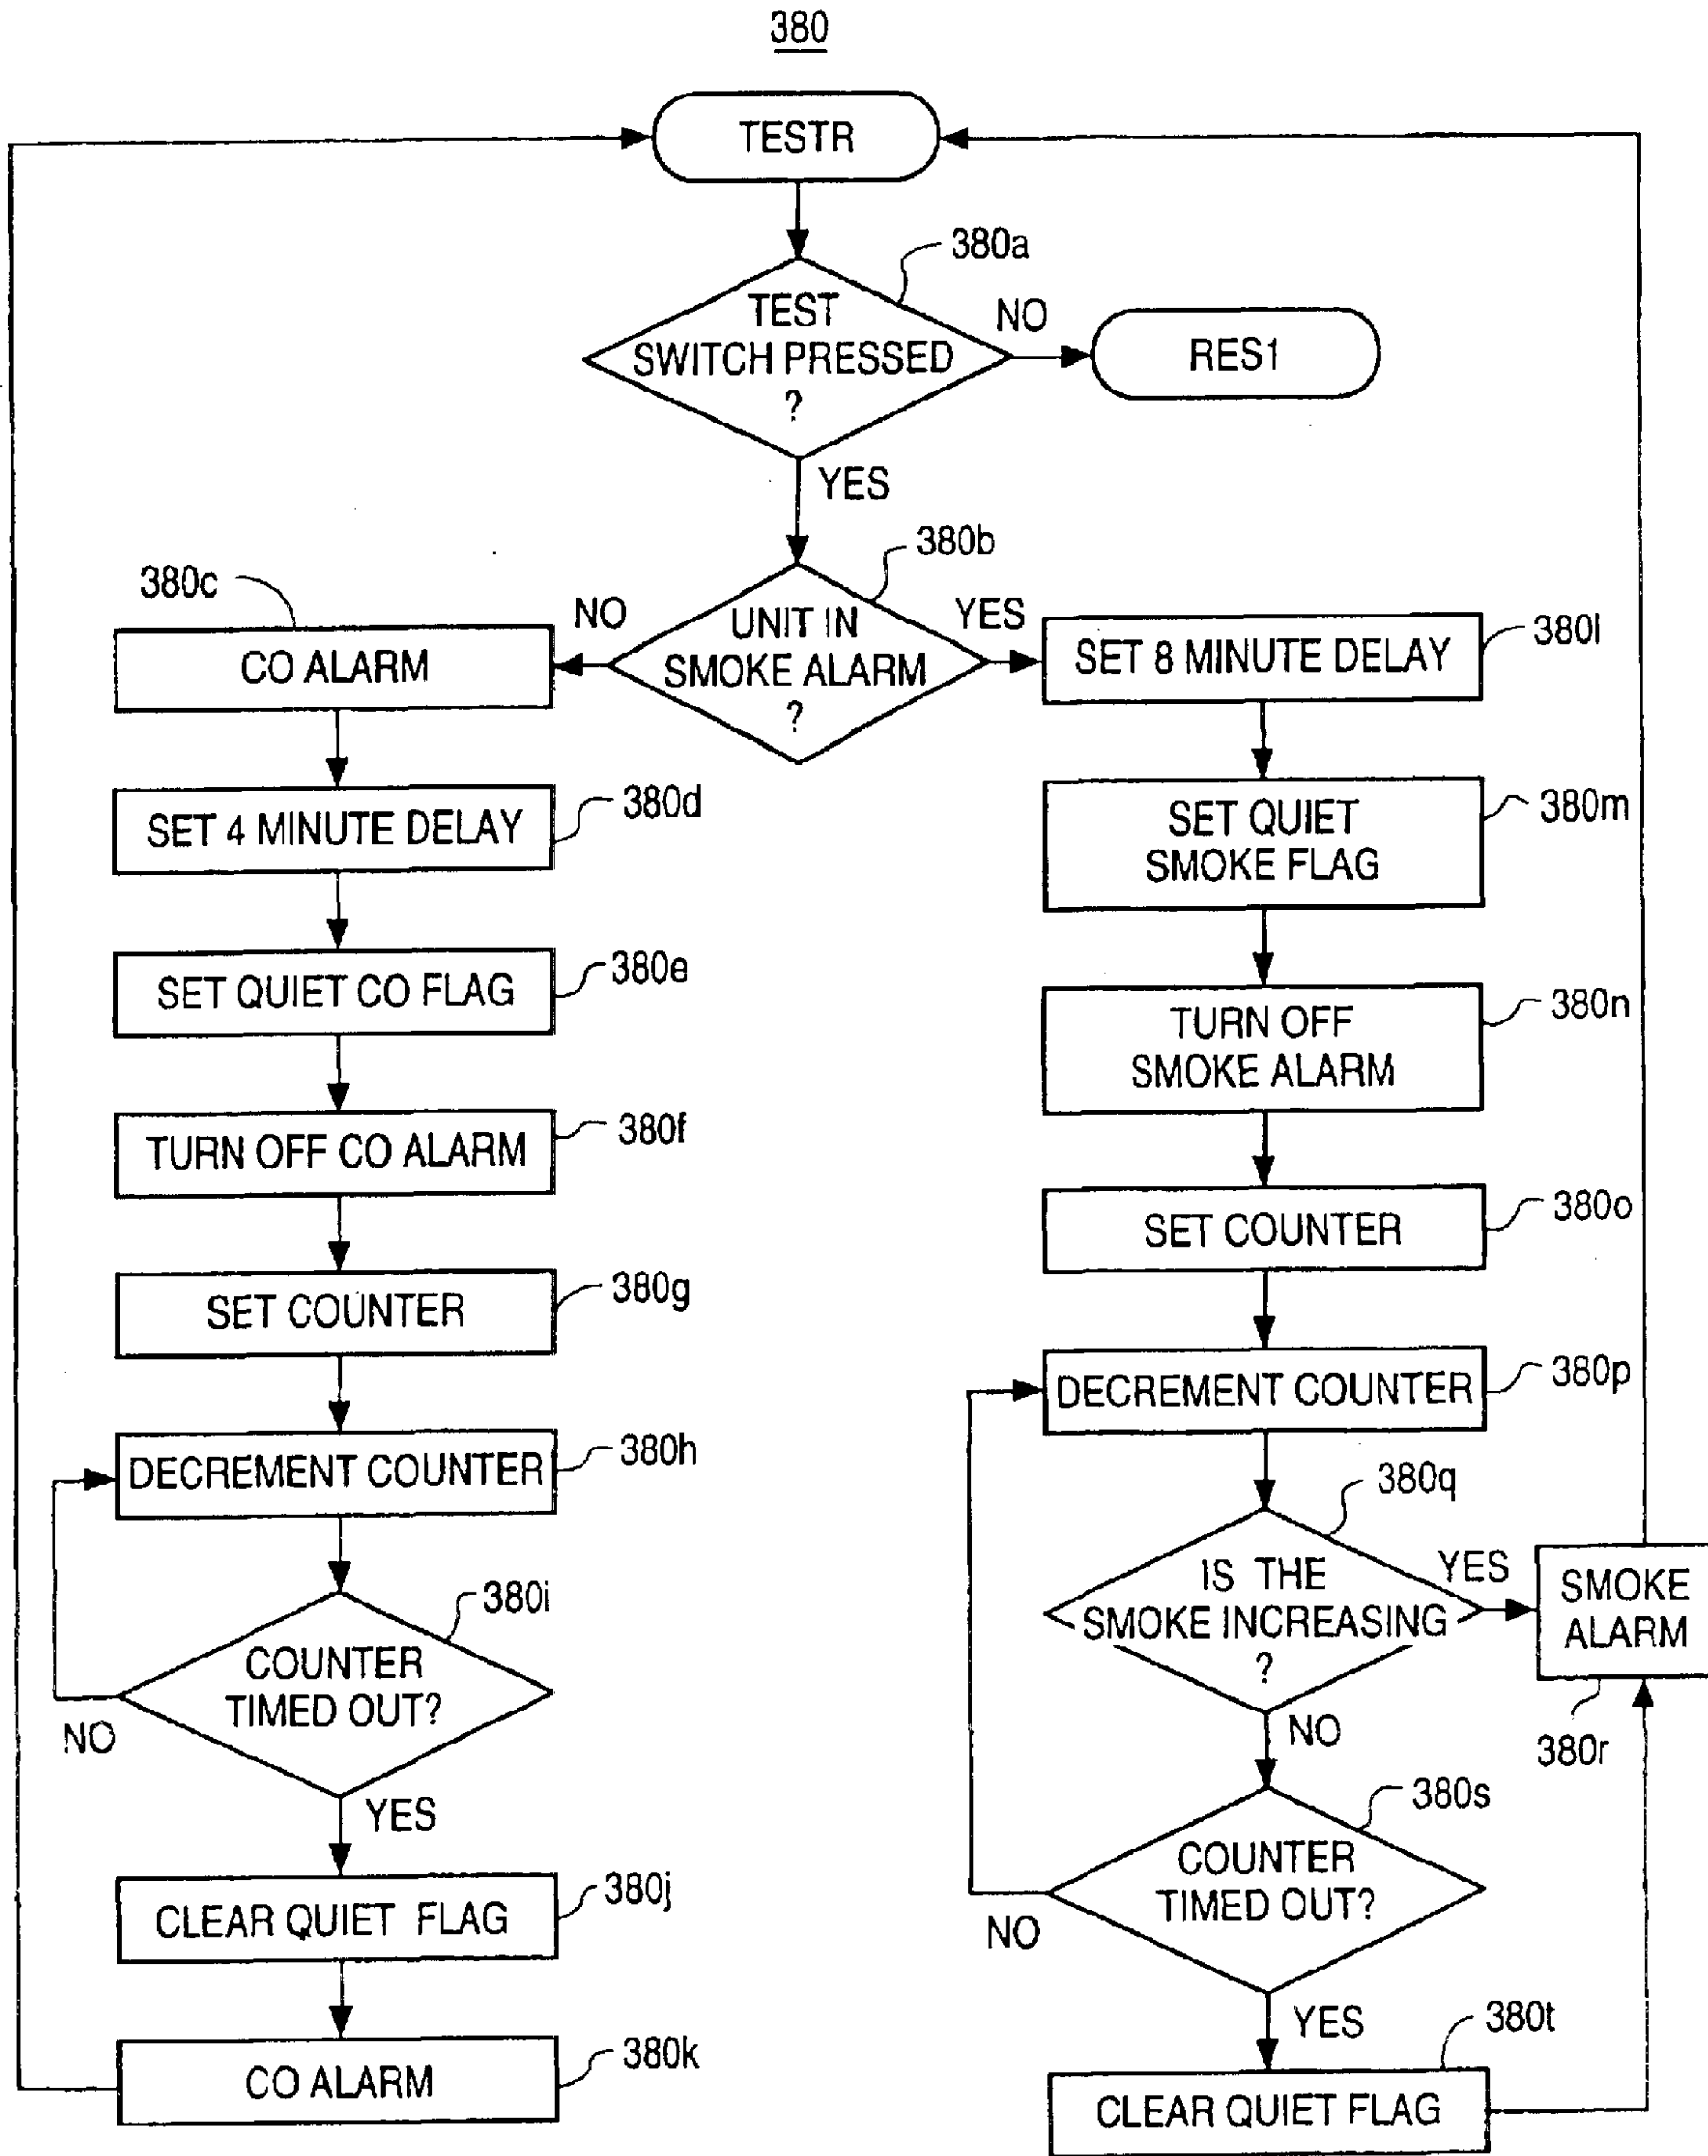 380
TESTR
380a
TEST
SWITCH PRESSED
?
NO
RES1
YES
380b
380c
NO
UNIT IN
SMOKE ALARM
?
YES
CO ALARM
SET 8 MINUTE DELAY
380l
SET 4 MINUTE DELAY
380d
SET QUIET
SMOKE FLAG
380m
SET QUIET CO FLAG
380e
TURN OFF
SMOKE ALARM
380n
TURN OFF CO ALARM
380f
SET COUNTER
380o
SET COUNTER
380g
DECREMENT COUNTER
380p
DECREMENT COUNTER
380h
380q
IS THE
SMOKE INCREASING
?
YES
SMOKE
ALARM
380r
380i
COUNTER
TIMED OUT?
NO
NO
YES
380s
COUNTER
TIMED OUT?
NO
CLEAR QUIET FLAG
380j
YES
380t
CO ALARM
380k
CLEAR QUIET FLAG